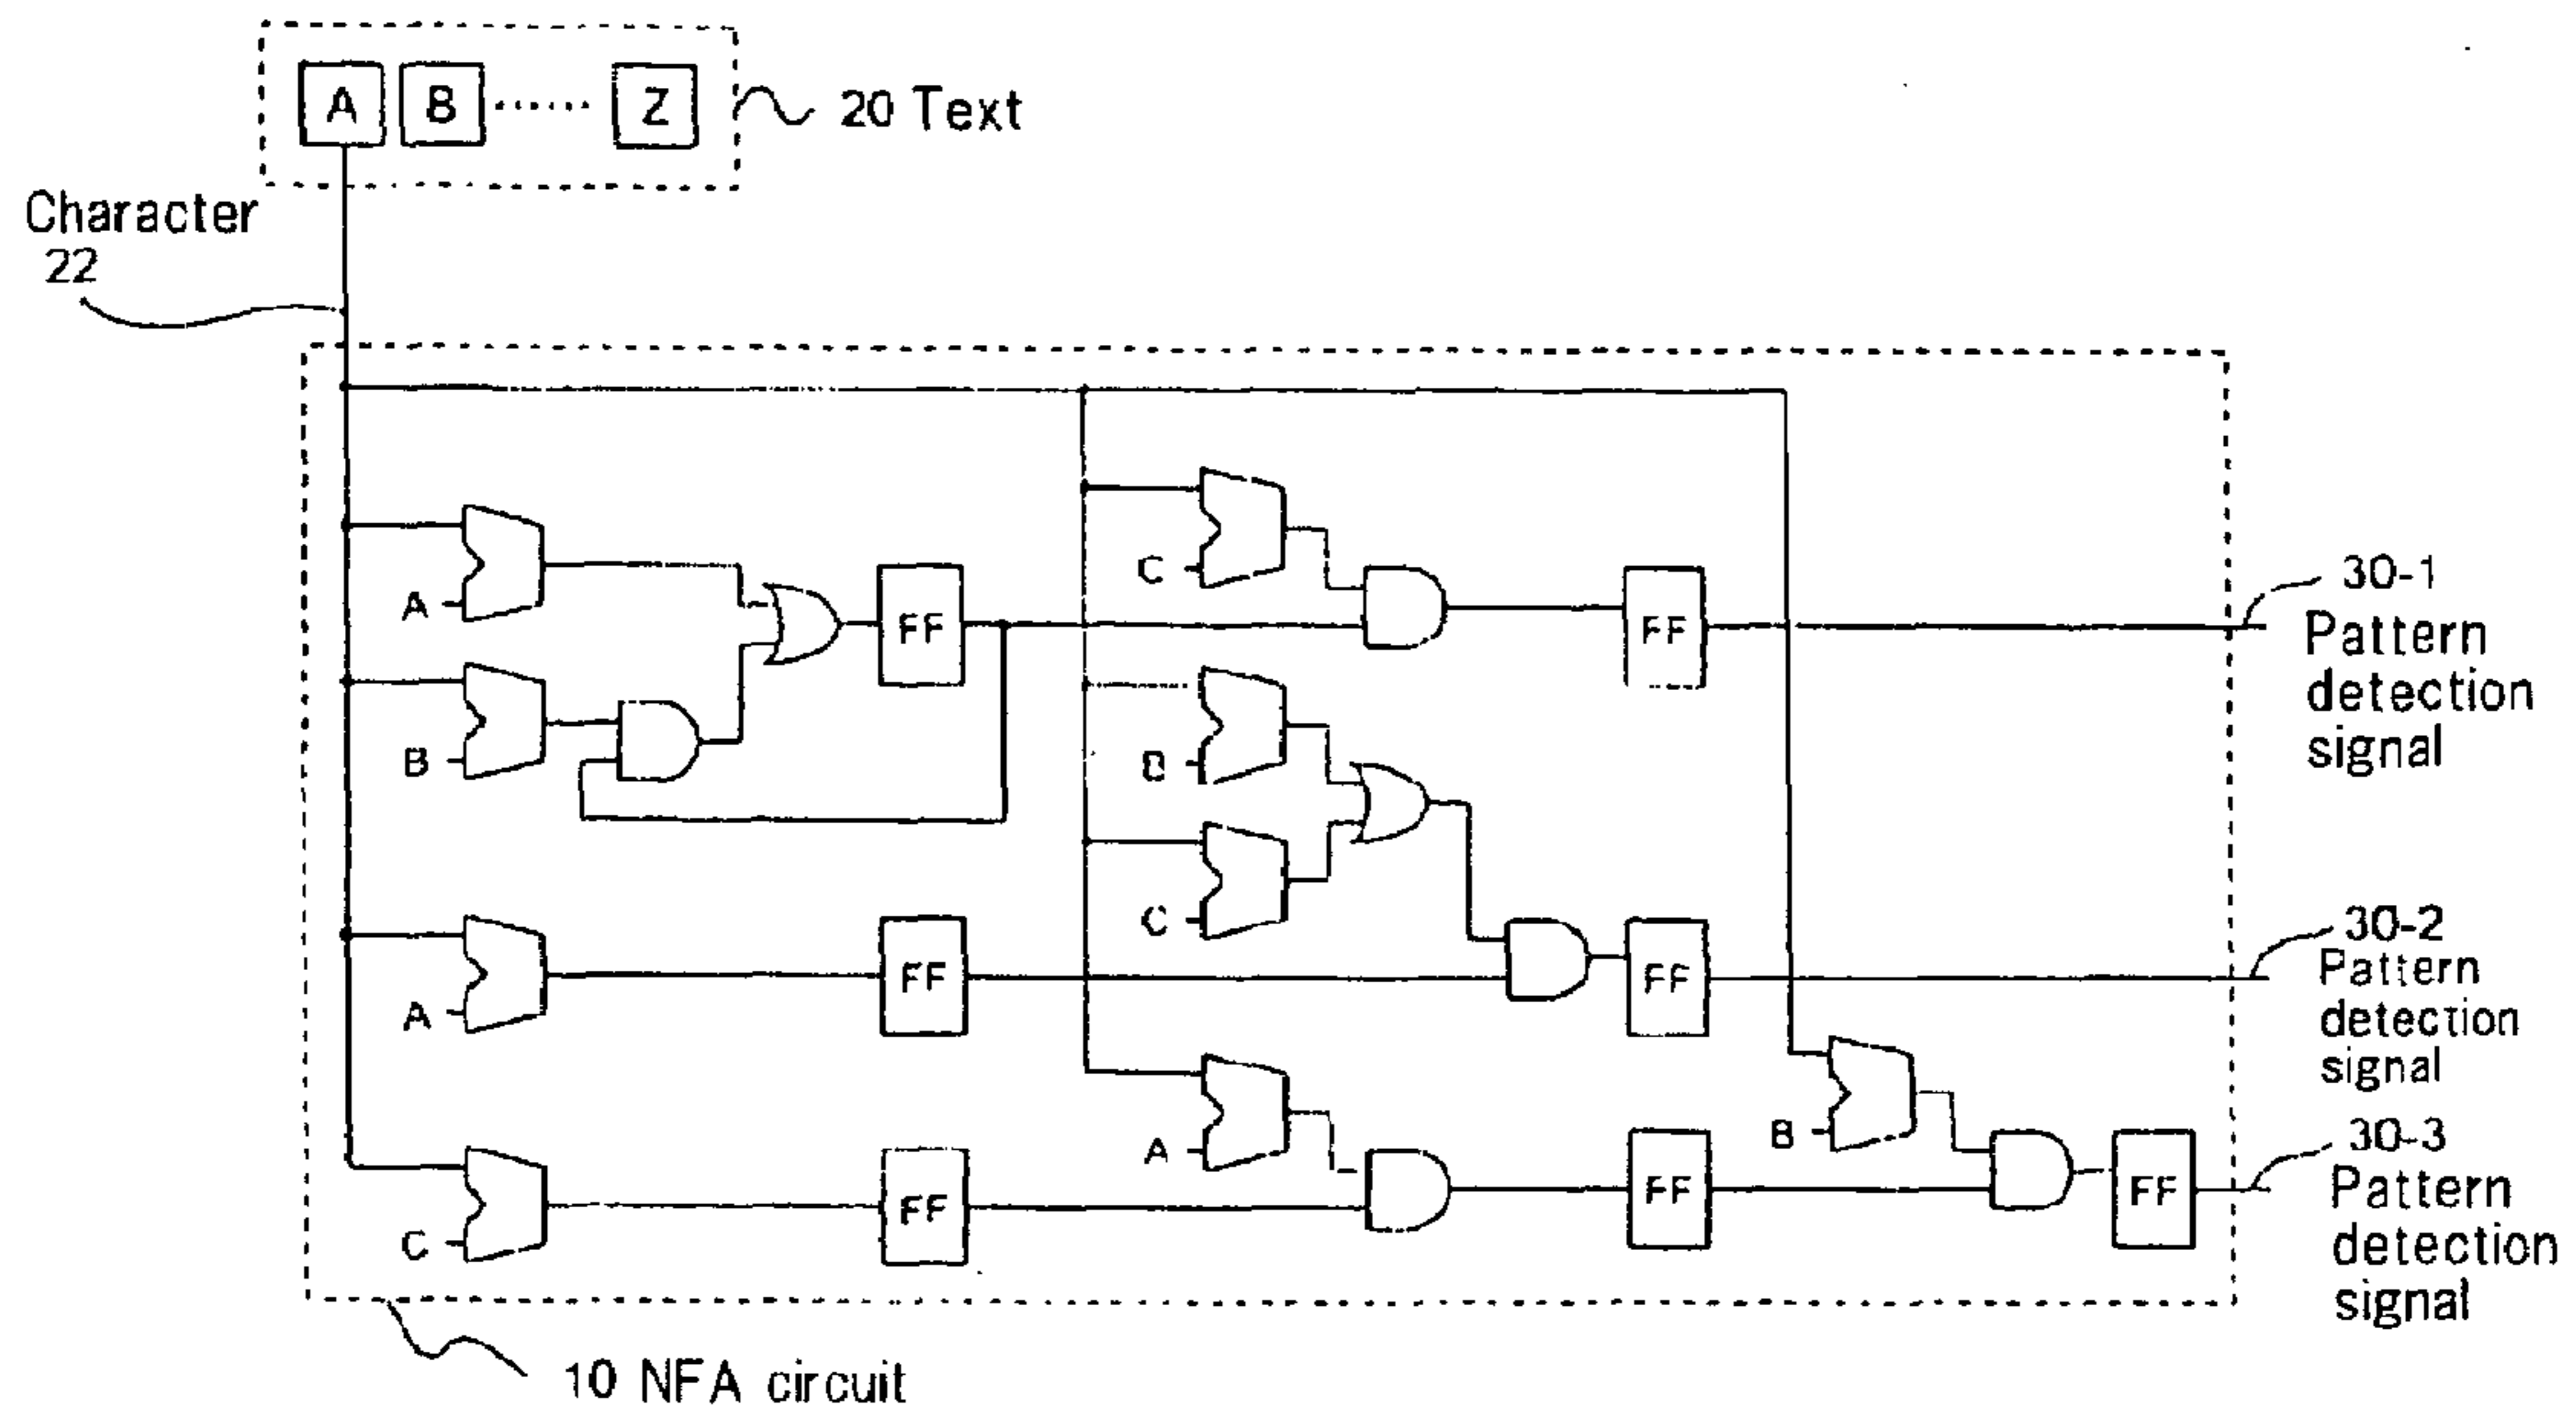 A B Z
20 Text
Character
22
C
A
FF
FF
30-1
Pattern
detection
signal
B
B
C
A
FF
FF
30-2
Pattern
detection
signal
A
B
C
FF
FF
FF
30-3
Pattern
detection
signal
10 NFA circuit